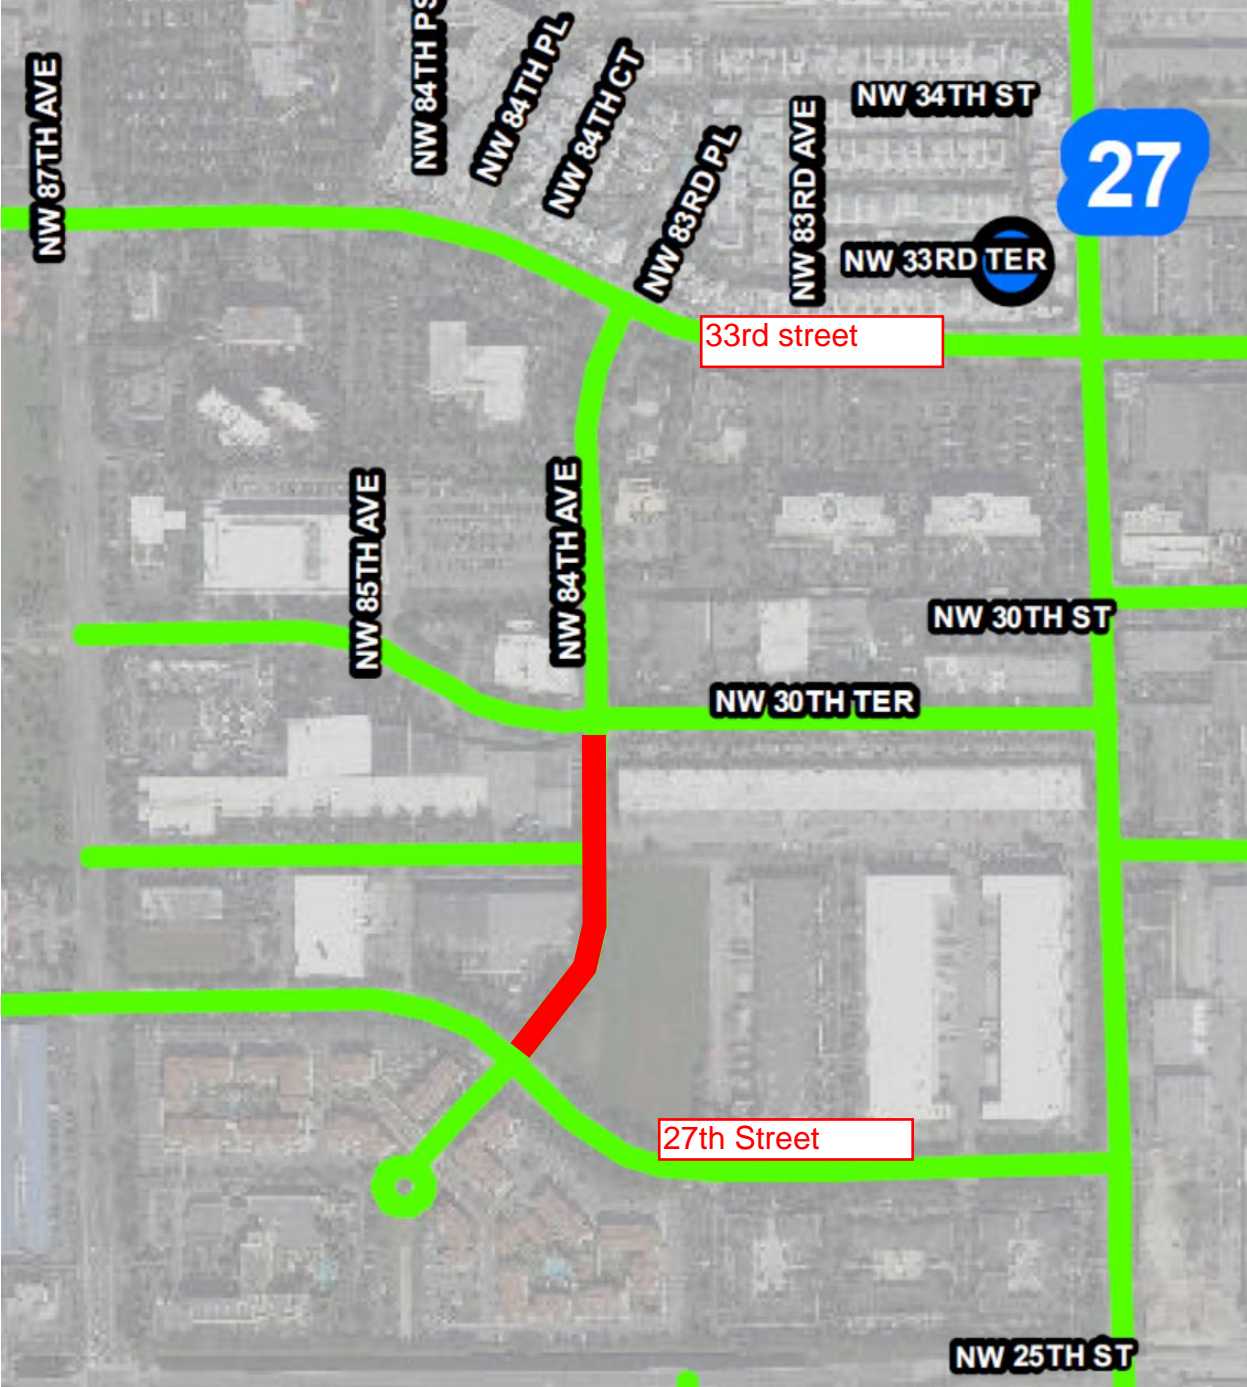 NW 84TH PS
NW 84TH PL
NW 84TH CT
NW 87TH AVE
NW 83RD PL
NW 83RD AVE
NW 34TH ST
27
NW 33RD TER
33rd street
NW 85TH AVE
NW 84TH AVE
NW 30TH ST
NW 30TH TER
27th Street
NW 25TH ST